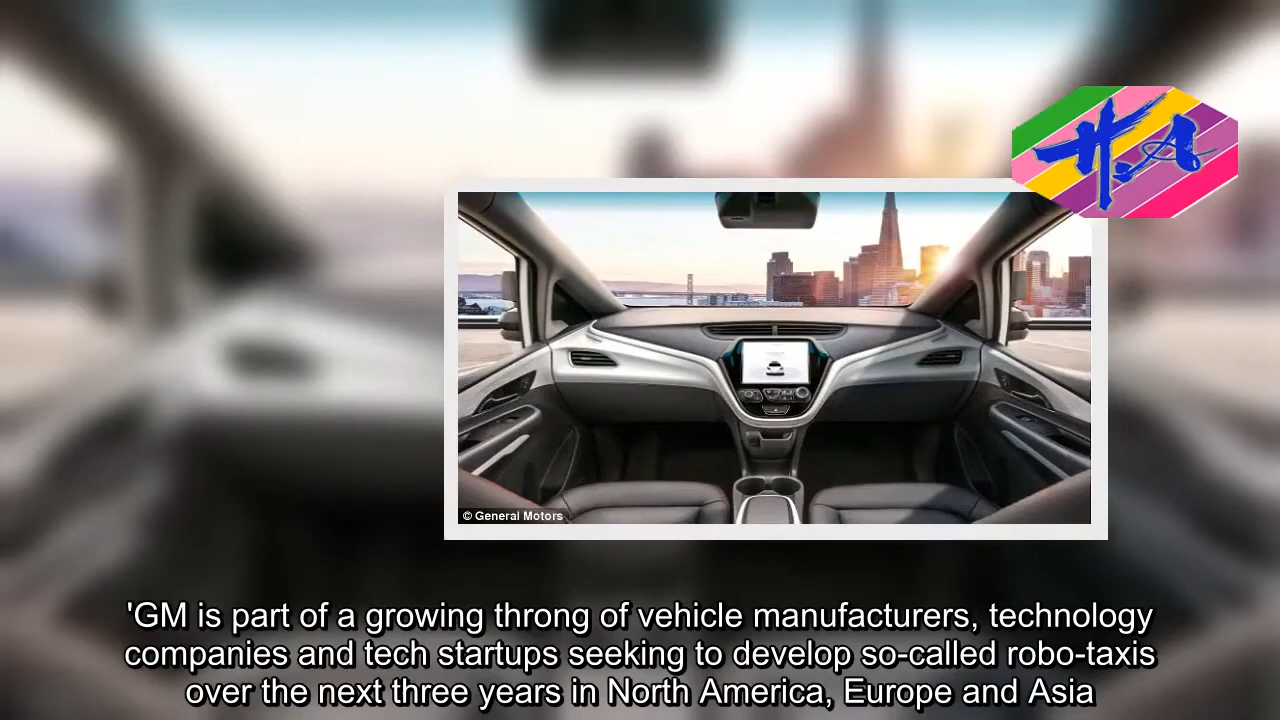 H.A
© General Motors
'GM is part of a growing throng of vehicle manufacturers, technology
companies and tech startups seeking to develop so-called robo-taxis
over the next three years in North America, Europe and Asia